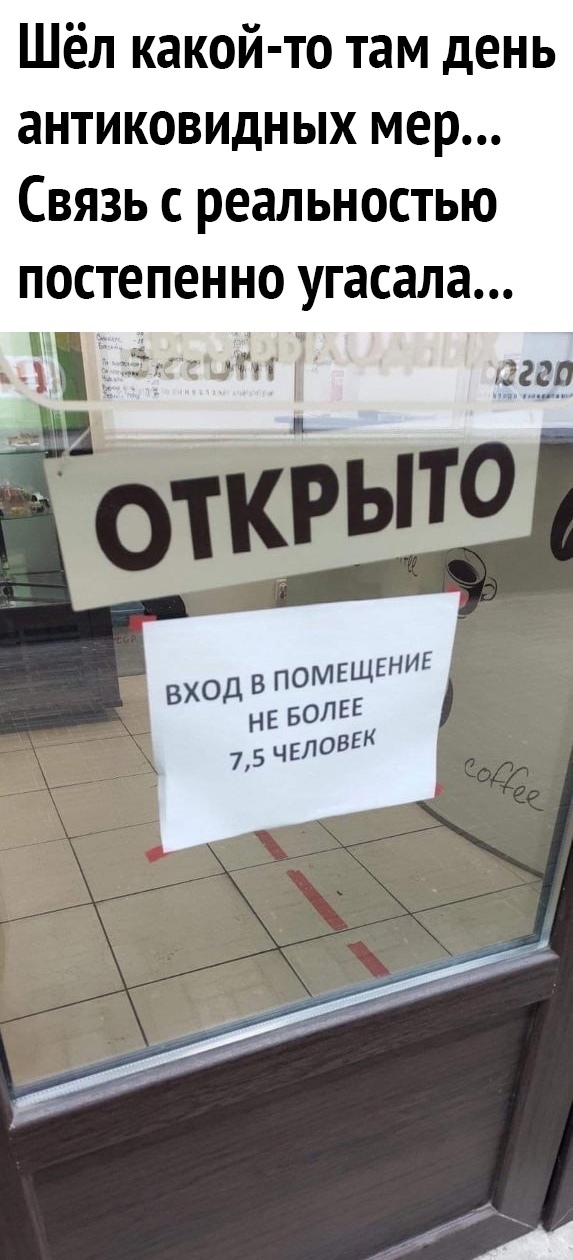 Шёл какой-то там день
антиковидных мер...
Связь с реальностью
постепенно угасала...
ОТКРЫТО
ВХОД В ПОМЕЩЕНИЕ
НЕ БОЛЕЕ
7,5 ЧЕЛОВЕК
coffee